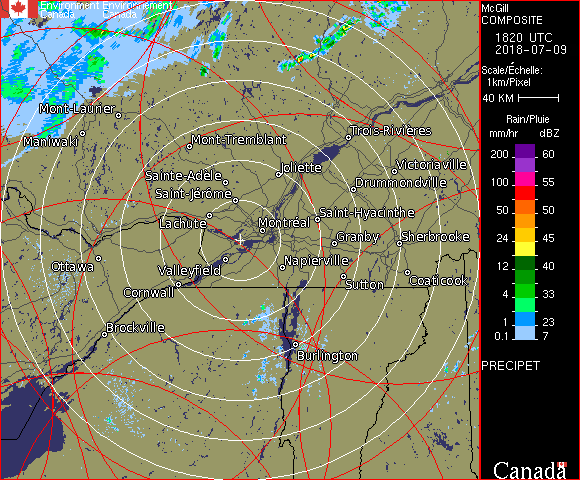 Environment Environnement
Canada Canada
McGill
COMPOSITE
1820 UTC
2018-07-09
Scale/Échelle:
1km/Pixel
40 KM
Rain/Pluie
mm/hr dBZ
200 60
100 55
50 50
24 45
12 40
4 33
1 23
0.1 7
PRECIPET
Canada
Mont-Laurier
Maniwaki
Mont-Tremblant
Trois-Rivières
Sainte-Adèle
Joliette
Victoriaville
Saint-Jérôme
Drummondville
Lachute
Montréal
Saint-Hyacinthe
Granby
Sherbrooke
Ottawa
Valleyfield
Napierville
Cornwall
Sutton
Coaticook
Brockville
Burlington